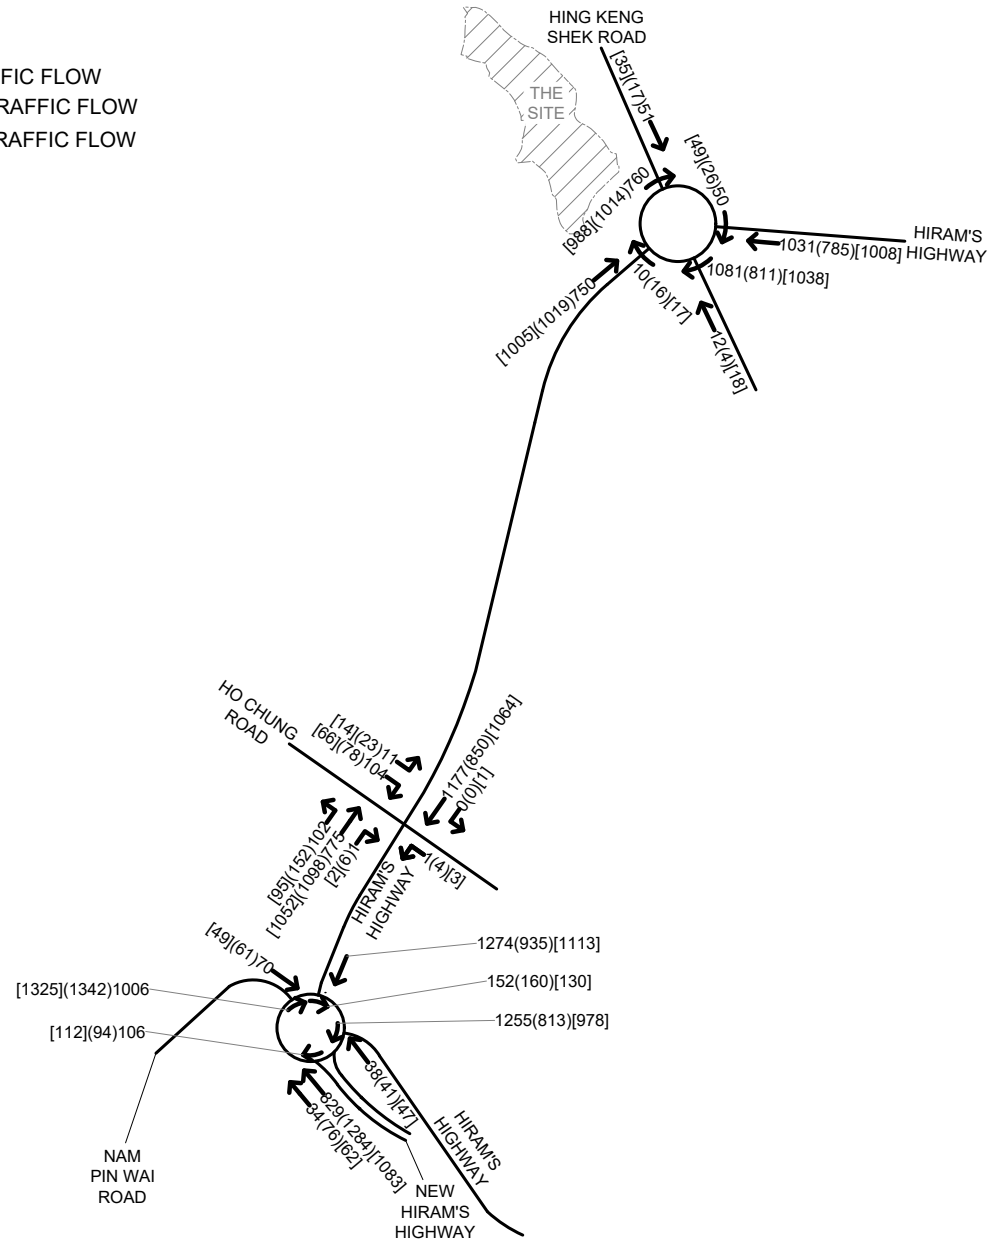 HING KENG
SHEK ROAD
FIC FLOW
RAFFIC FLOW
RAFFIC FLOW
THE
SITE
[35](17)51
[49](26)50
[988](1014)760
HIRAM'S
HIGHWAY
1031(785)[1008]
1081(811)[1038]
10(16)[17]
[1005](1019)750
12(4)[18]
HO CHUNG
ROAD
[14](23)11
[66](78)104
1177(850)[1064]
0(0)[1]
[95](152)102
[1052](1098)775
[2](6)1
1(4)[3]
HIRAM'S
HIGHWAY
[49](61)70
1274(935)[1113]
152(160)[130]
[1325](1342)1006
1255(813)[978]
[112](94)106
38(41)[47]
829(1284)[1083]
34(76)[62]
HIRAM'S
HIGHWAY
NAM
PIN WAI
ROAD
NEW
HIRAM'S
HIGHWAY